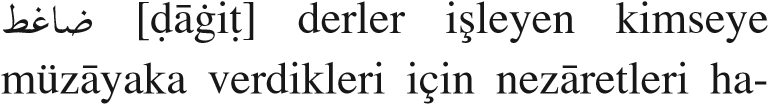 ضاغط [ḍāġiṭ] derler işleyen kimseye
müzāyaka verdikleri için nezāretleri ha-